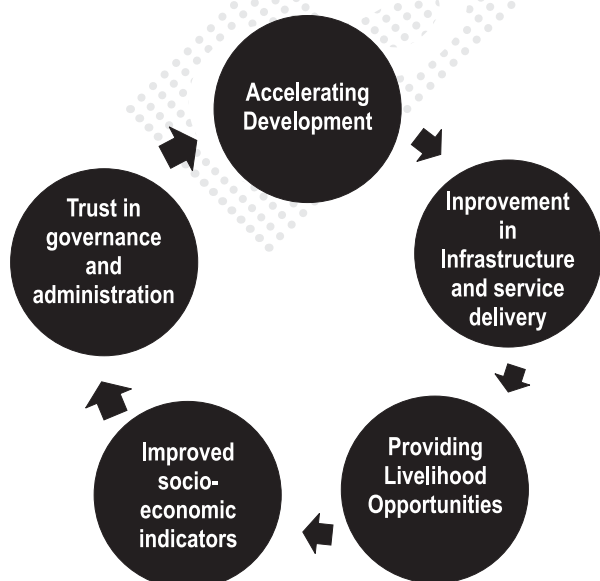 Accelerating
Development
Inprovement
in
Infrastructure
and service
delivery
Providing
Livelihood
Opportunities
Improved
socio-
economic
indicators
Trust in
governance
and
administration